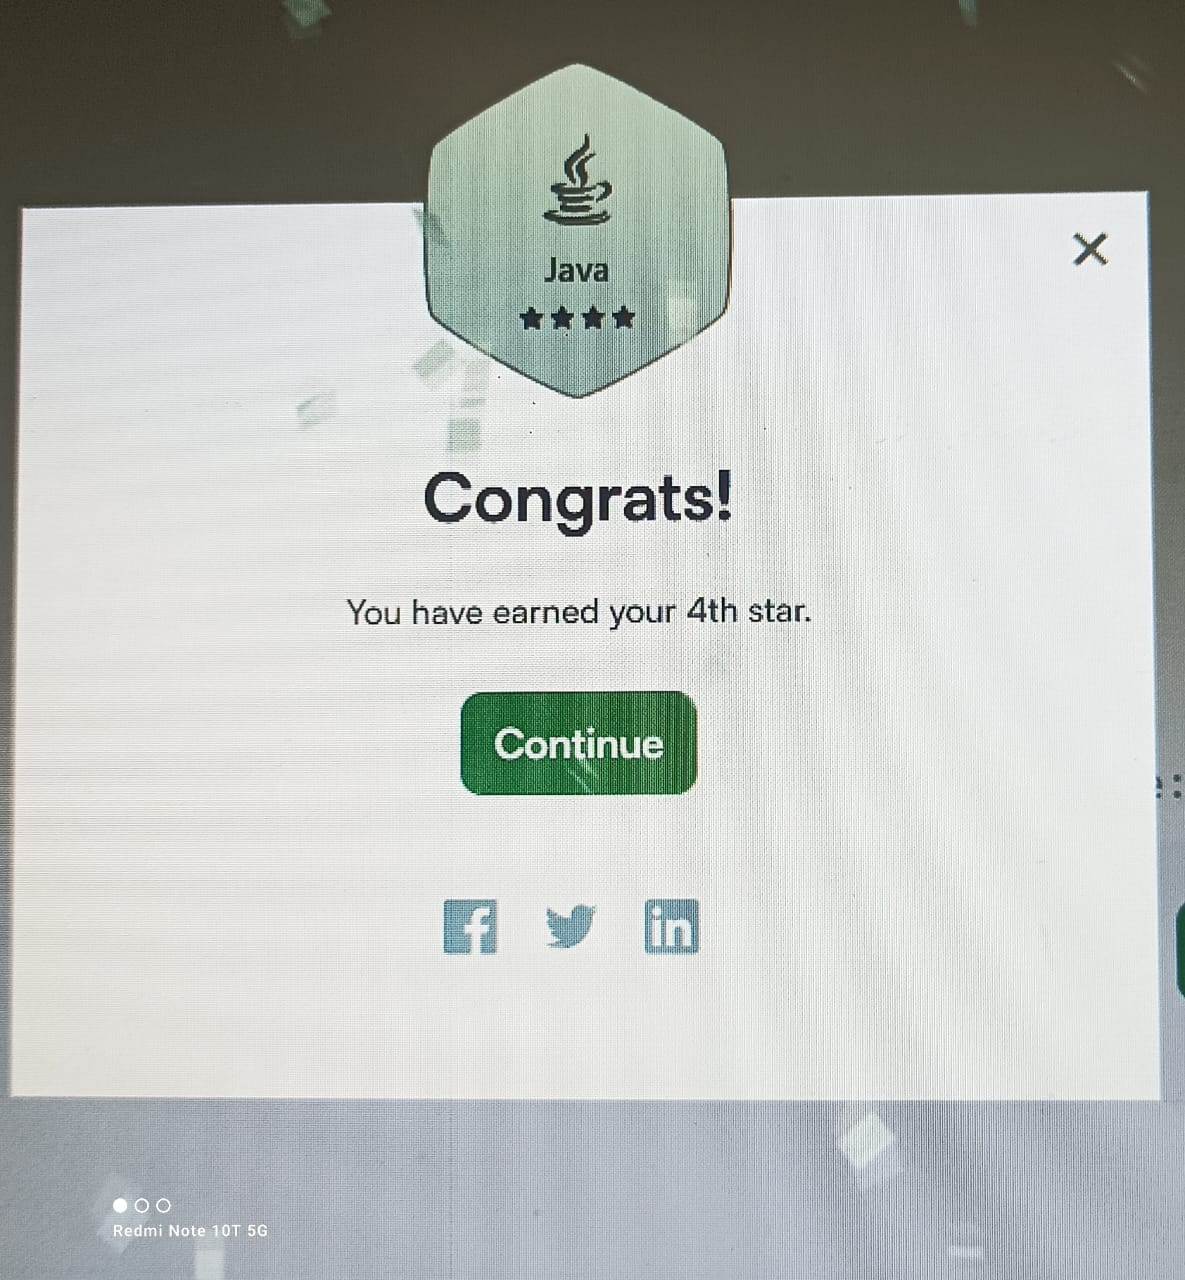 Java
★★★★
Congrats!
You have earned your 4th star.
Continue
f
in
Redmi Note 10T 5G